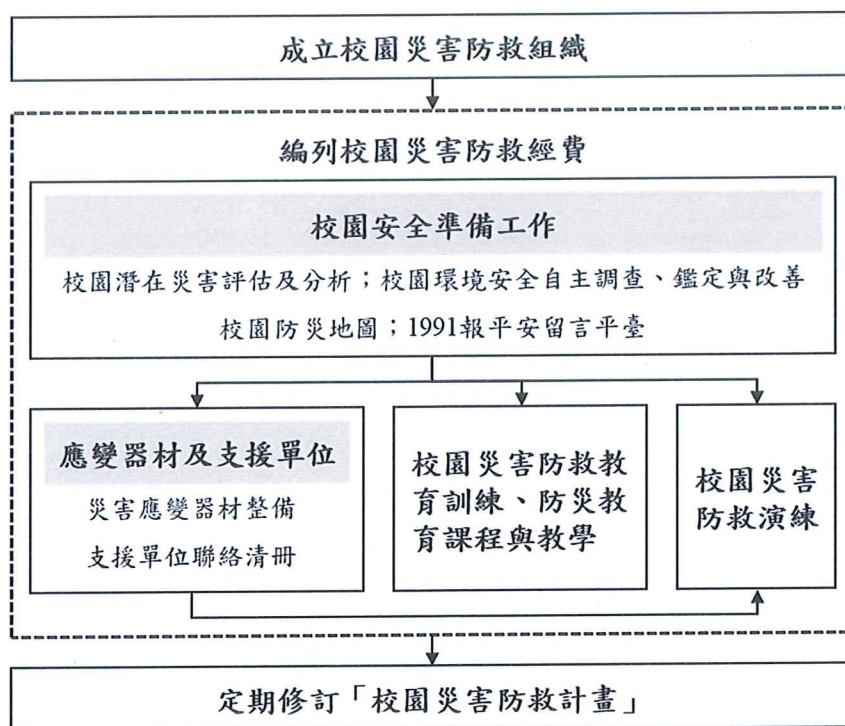 成立校園災害防救組織
編列校園災害防救經費
校園安全準備工作
校園潛在災害評估及分析；校園環境安全自主調查、鑑定與改善
校園防災地圖；1991報平安留言平臺
應變器材及支援單位
災害應變器材整備
支援單位聯絡清冊
校園災害防救教
育訓練、防災教
育課程與教學
校園災害
防救演練
定期修訂「校園災害防救計畫」